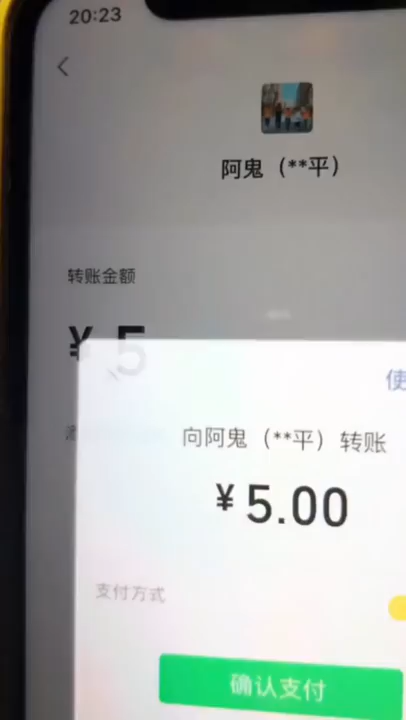 20:23
阿鬼（**平）
转账金额
¥ 5
使
向阿鬼（**平）转账
¥5.00
支付方式
确认支付